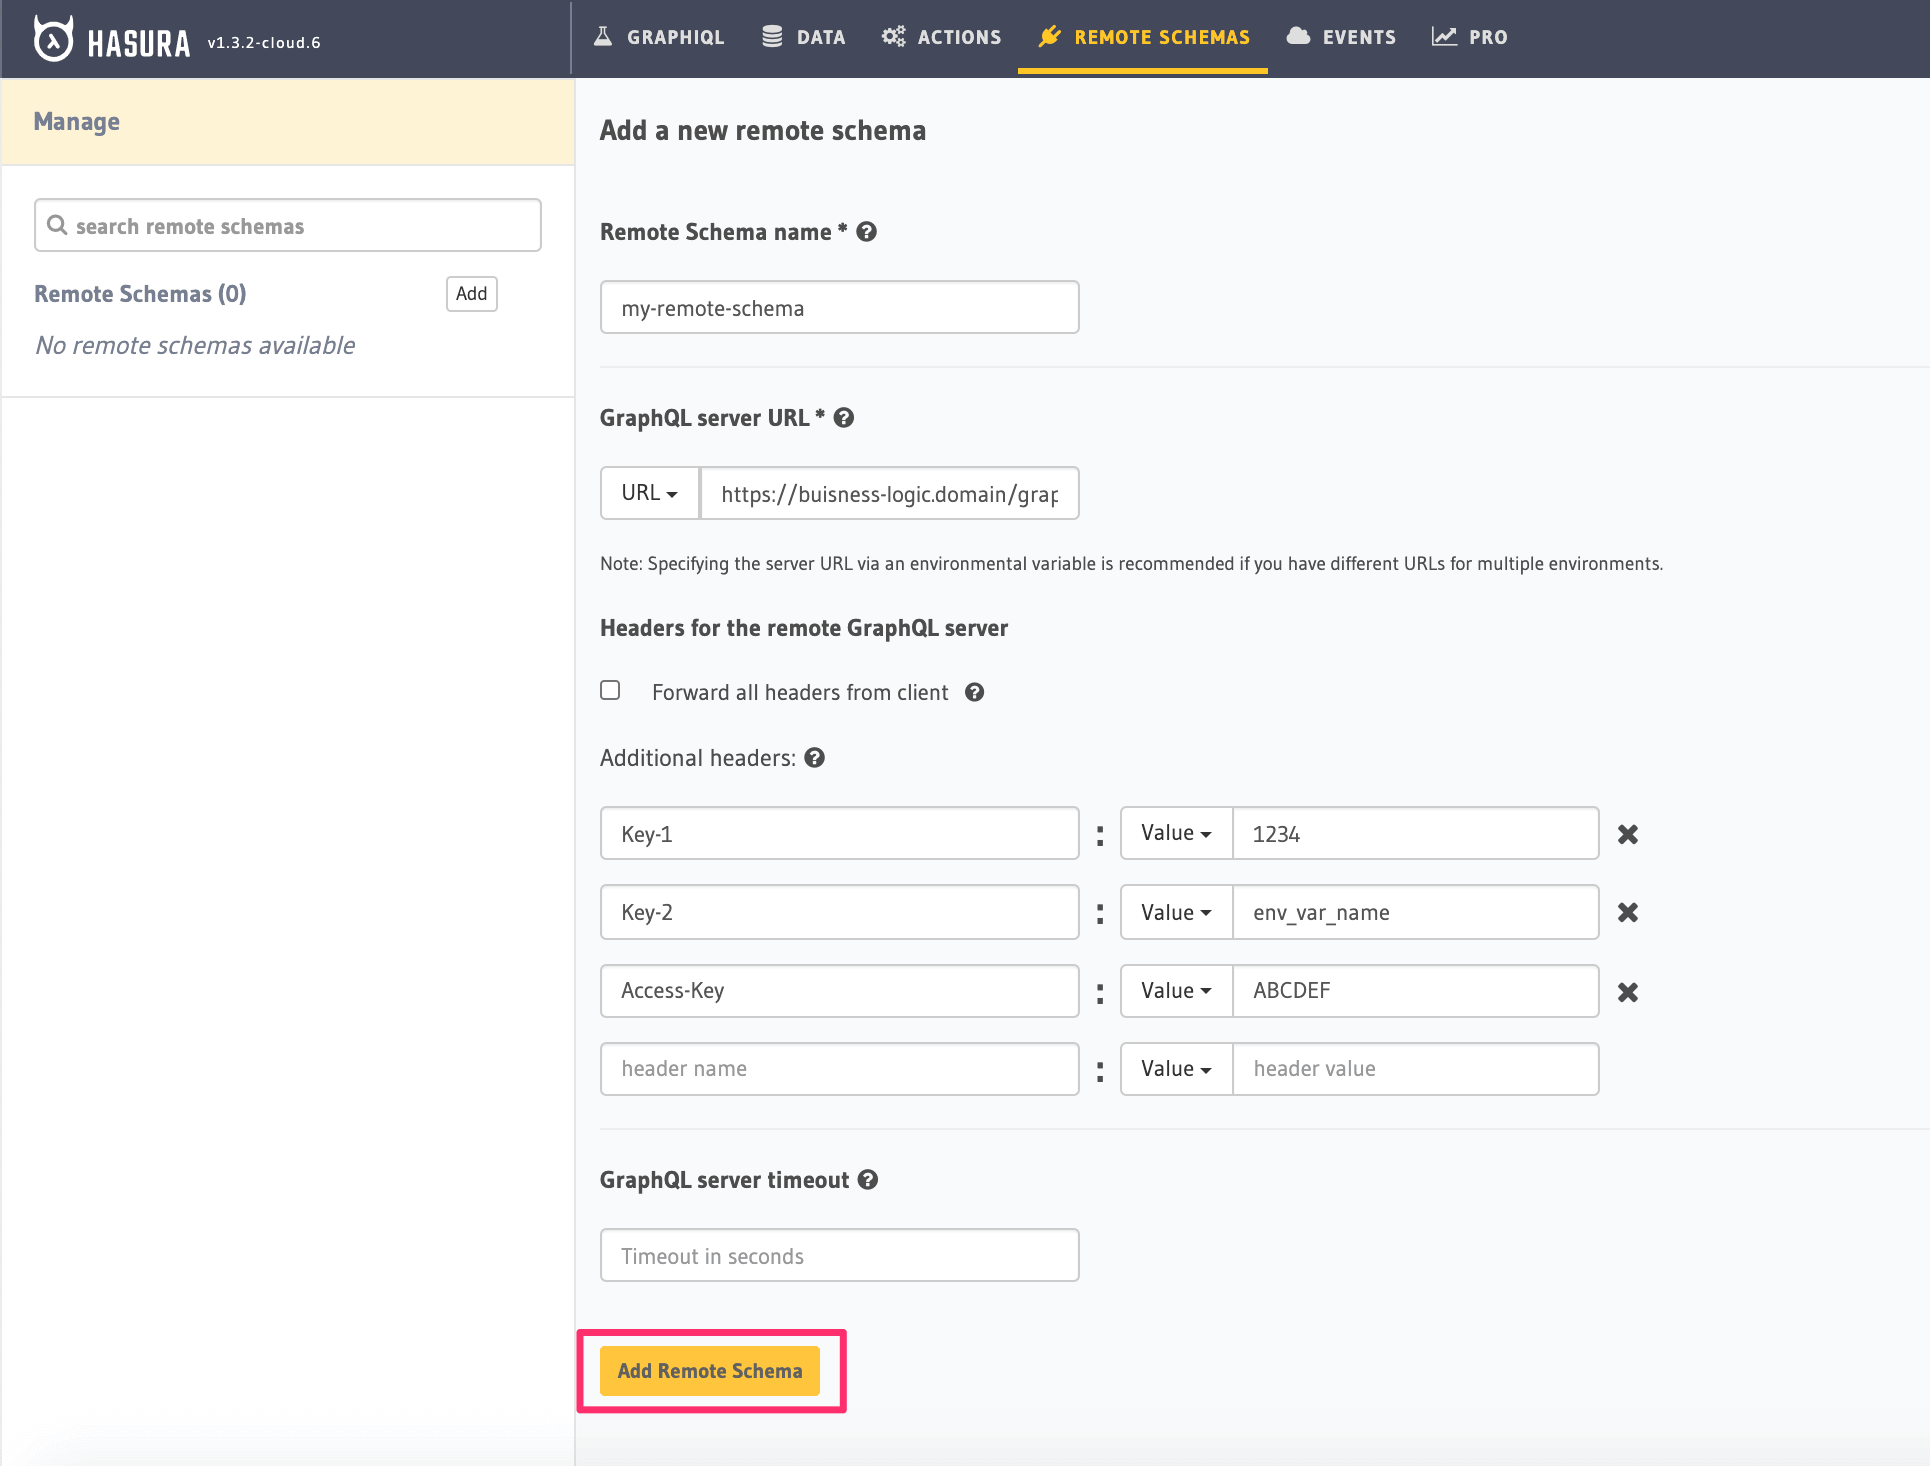 HASURA v1.3.2-cloud.6 GRAPHIQL DATA ACTIONS REMOTE SCHEMAS EVENTS PRO
Manage
search remote schemas
Remote Schemas (0) Add
No remote schemas available
Add a new remote schema
Remote Schema name *
my-remote-schema
GraphQL server URL *
URL https://buisness-logic.domain/grap
Note: Specifying the server URL via an environmental variable is recommended if you have different URLs for multiple environments.
Headers for the remote GraphQL server
Forward all headers from client
Additional headers:
Key-1 : Value 1234
Key-2 : Value env_var_name
Access-Key : Value ABCDEF
header name : Value header value
GraphQL server timeout
Timeout in seconds
Add Remote Schema